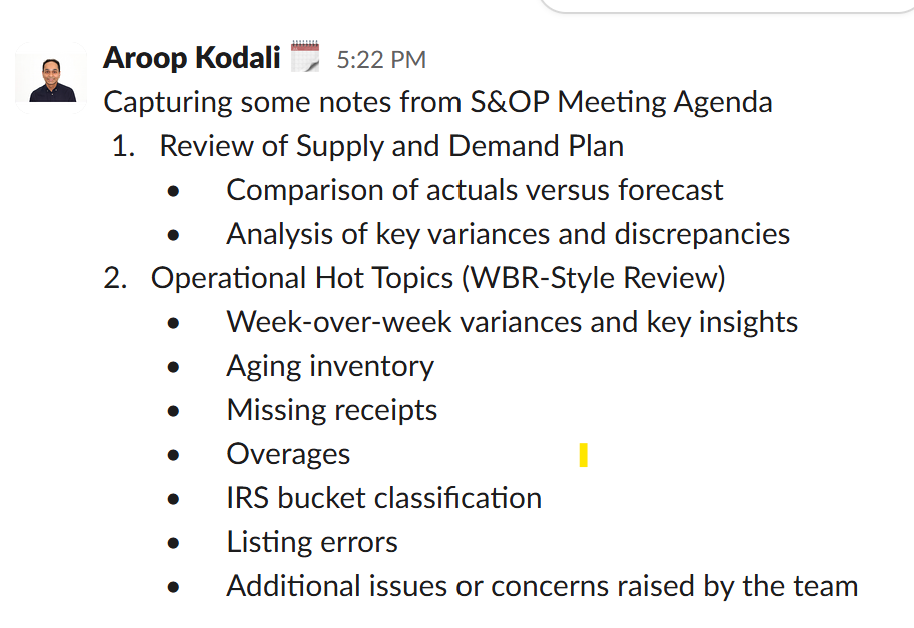 Aroop Kodali 5:22 PM
Capturing some notes from S&OP Meeting Agenda
1. Review of Supply and Demand Plan
• Comparison of actuals versus forecast
• Analysis of key variances and discrepancies
2. Operational Hot Topics (WBR-Style Review)
• Week-over-week variances and key insights
• Aging inventory
• Missing receipts
• Overages
• IRS bucket classification
• Listing errors
• Additional issues or concerns raised by the team